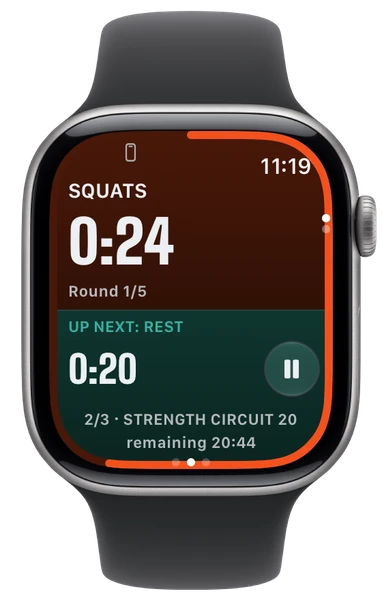 11:19
SQUATS
0:24
Round 1/5
UP NEXT: REST
0:20
2/3 · STRENGTH CIRCUIT 20
remaining 20:44